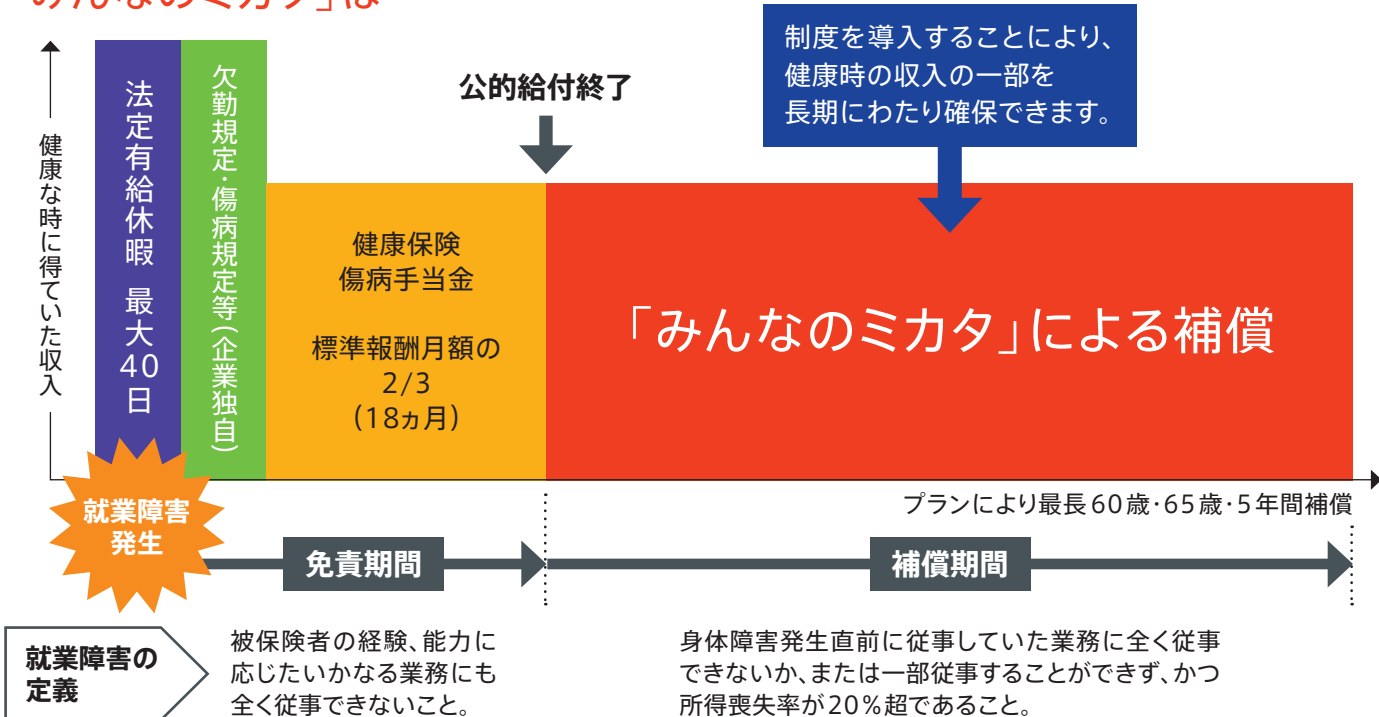 みんなのミカタ」は
制度を導入することにより、
健康時の収入の一部を
長期にわたり確保できます。
公的給付終了
健康な時に得ていた収入
法定有給休暇 最大40日
欠勤規定・傷病規定等(企業独自)
健康保険
傷病手当金
標準報酬月額の
2/3
(18ヵ月)
「みんなのミカタ」による補償
就業障害
発生
プランにより最長60歳・65歳・5年間補償
免責期間
補償期間
就業障害の
定義
被保険者の経験、能力に
応じたいかなる業務にも
全く従事できないこと。
身体障害発生直前に従事していた業務に全く従事
できないか、または一部従事することができず、かつ
所得喪失率が20%超であること。